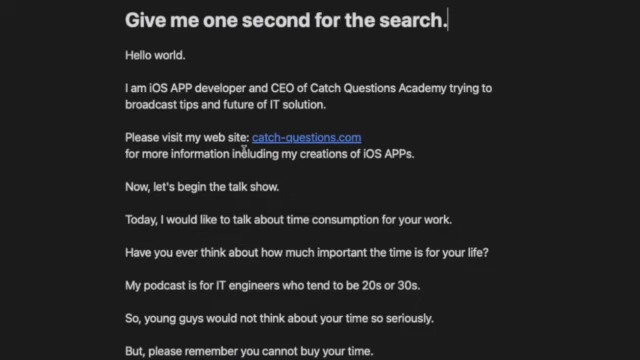 Give me one second for the search.
Hello world.
I am iOS APP developer and CEO of Catch Questions Academy trying to
broadcast tips and future of IT solution.
Please visit my web site: catch-questions.com
for more information including my creations of iOS APPs.
Now, let's begin the talk show.
Today, I would like to talk about time consumption for your work.
Have you ever think about how much important the time is for your life?
My podcast is for IT engineers who tend to be 20s or 30s.
So, young guys would not think about your time so seriously.
But, please remember you cannot buy your time.